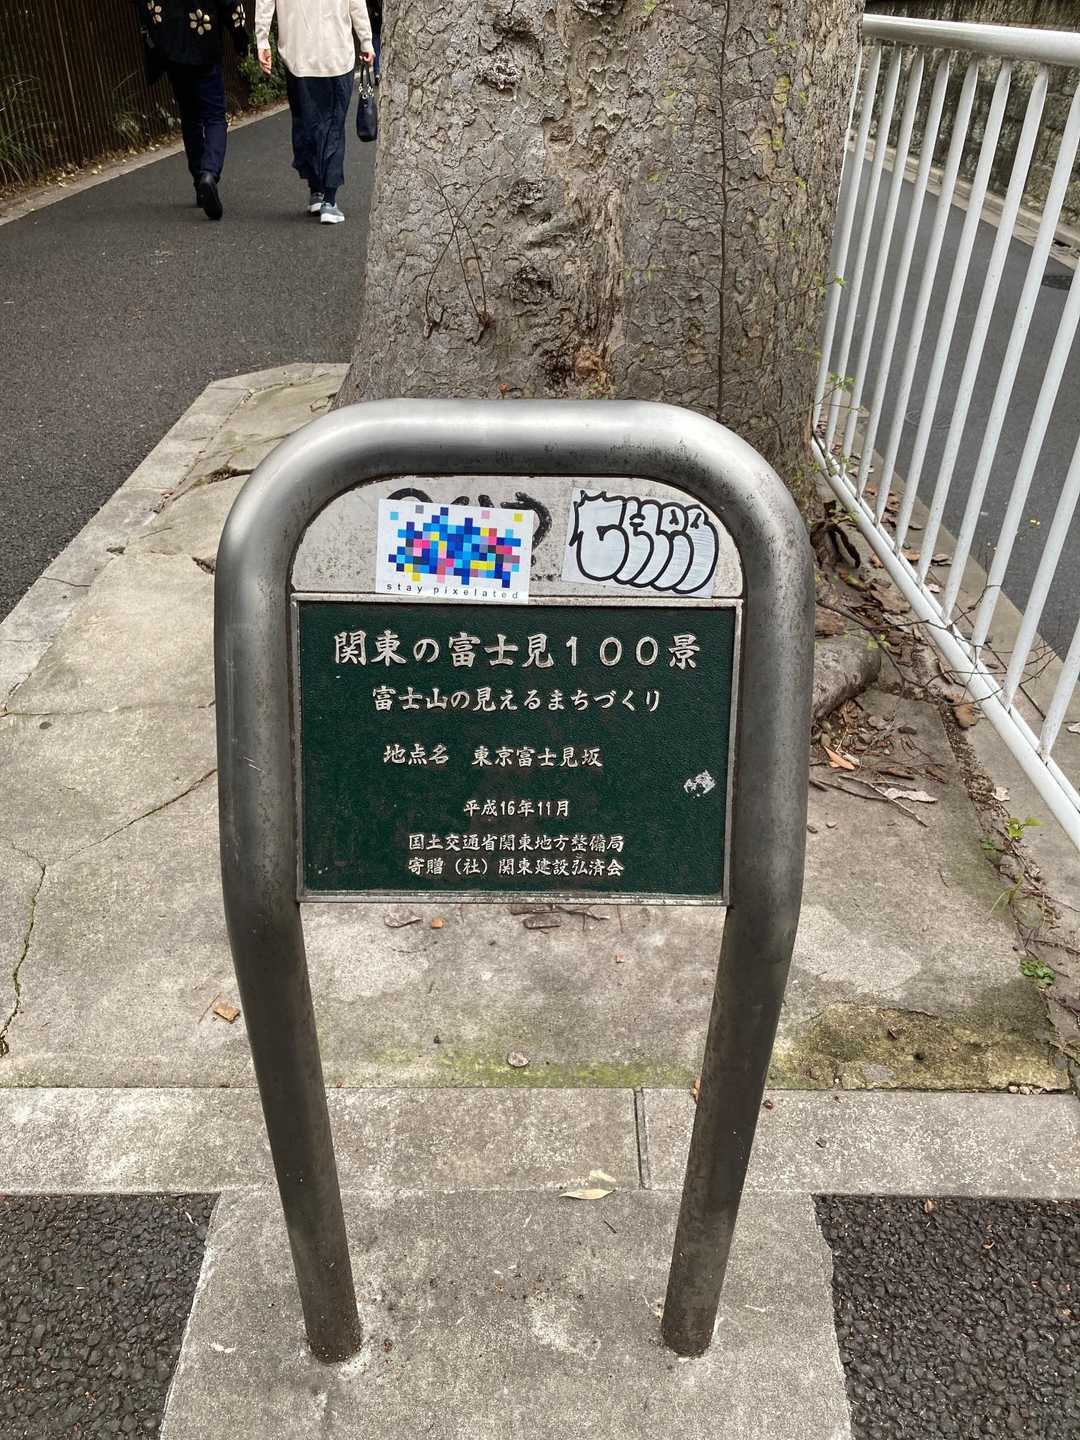 stay pixelated
関東の富士見１００景
富士山の見えるまちづくり
地点名　東京富士見坂
平成16年11月
国土交通省関東地方整備局
寄贈（社）関東建設弘済会